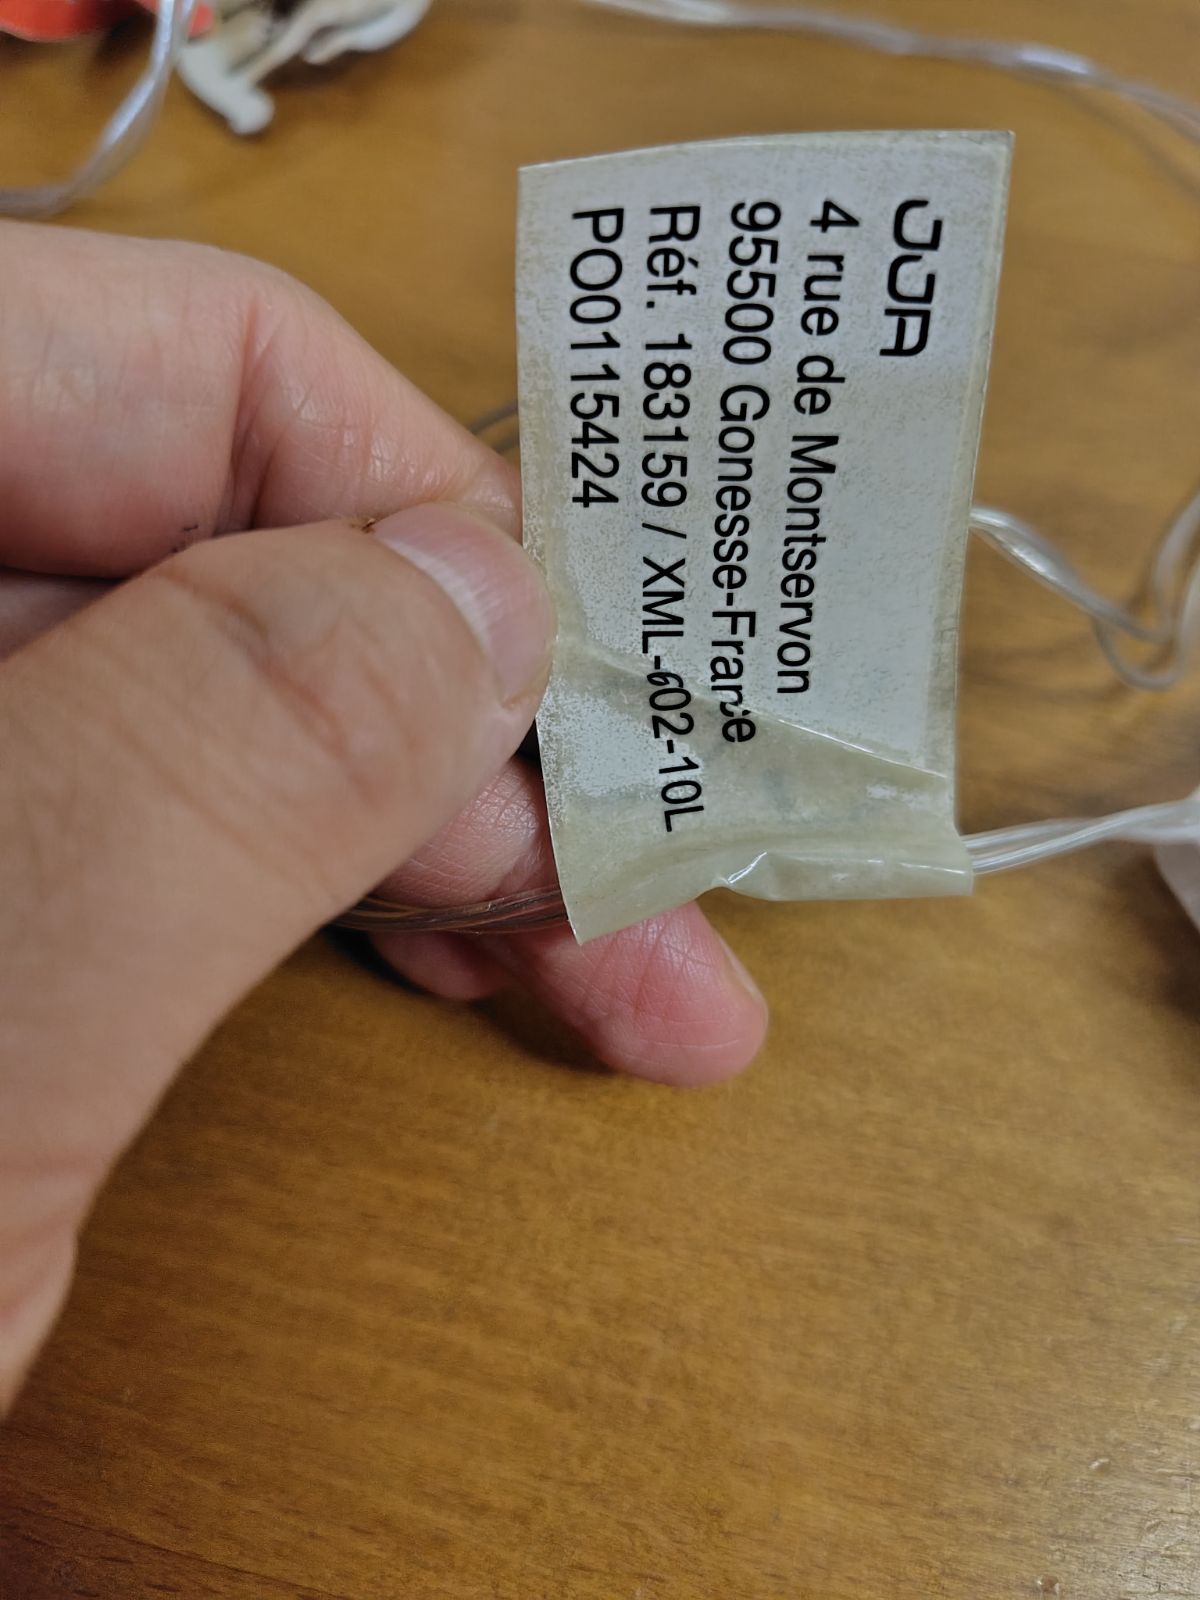 JJA
4 rue de Montservon
95500 Gonesse-France
Réf. 183159 / XML-602-10L
PO0115424